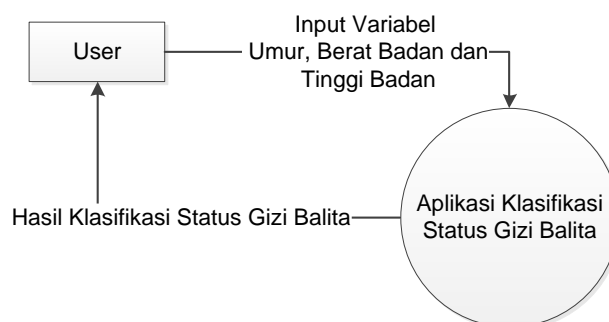 User
Input Variabel
Umur, Berat Badan dan
Tinggi Badan
Hasil Klasifikasi Status Gizi Balita
Aplikasi Klasifikasi
Status Gizi Balita